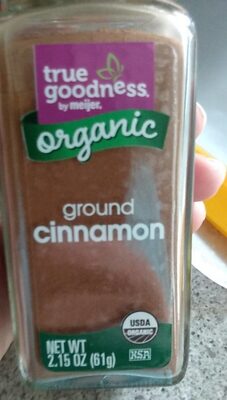 true
goodness.
by meijer.
organic
ground
cinnamon
USDA
ORGANIC
NET WT
2.15 OZ (61g)